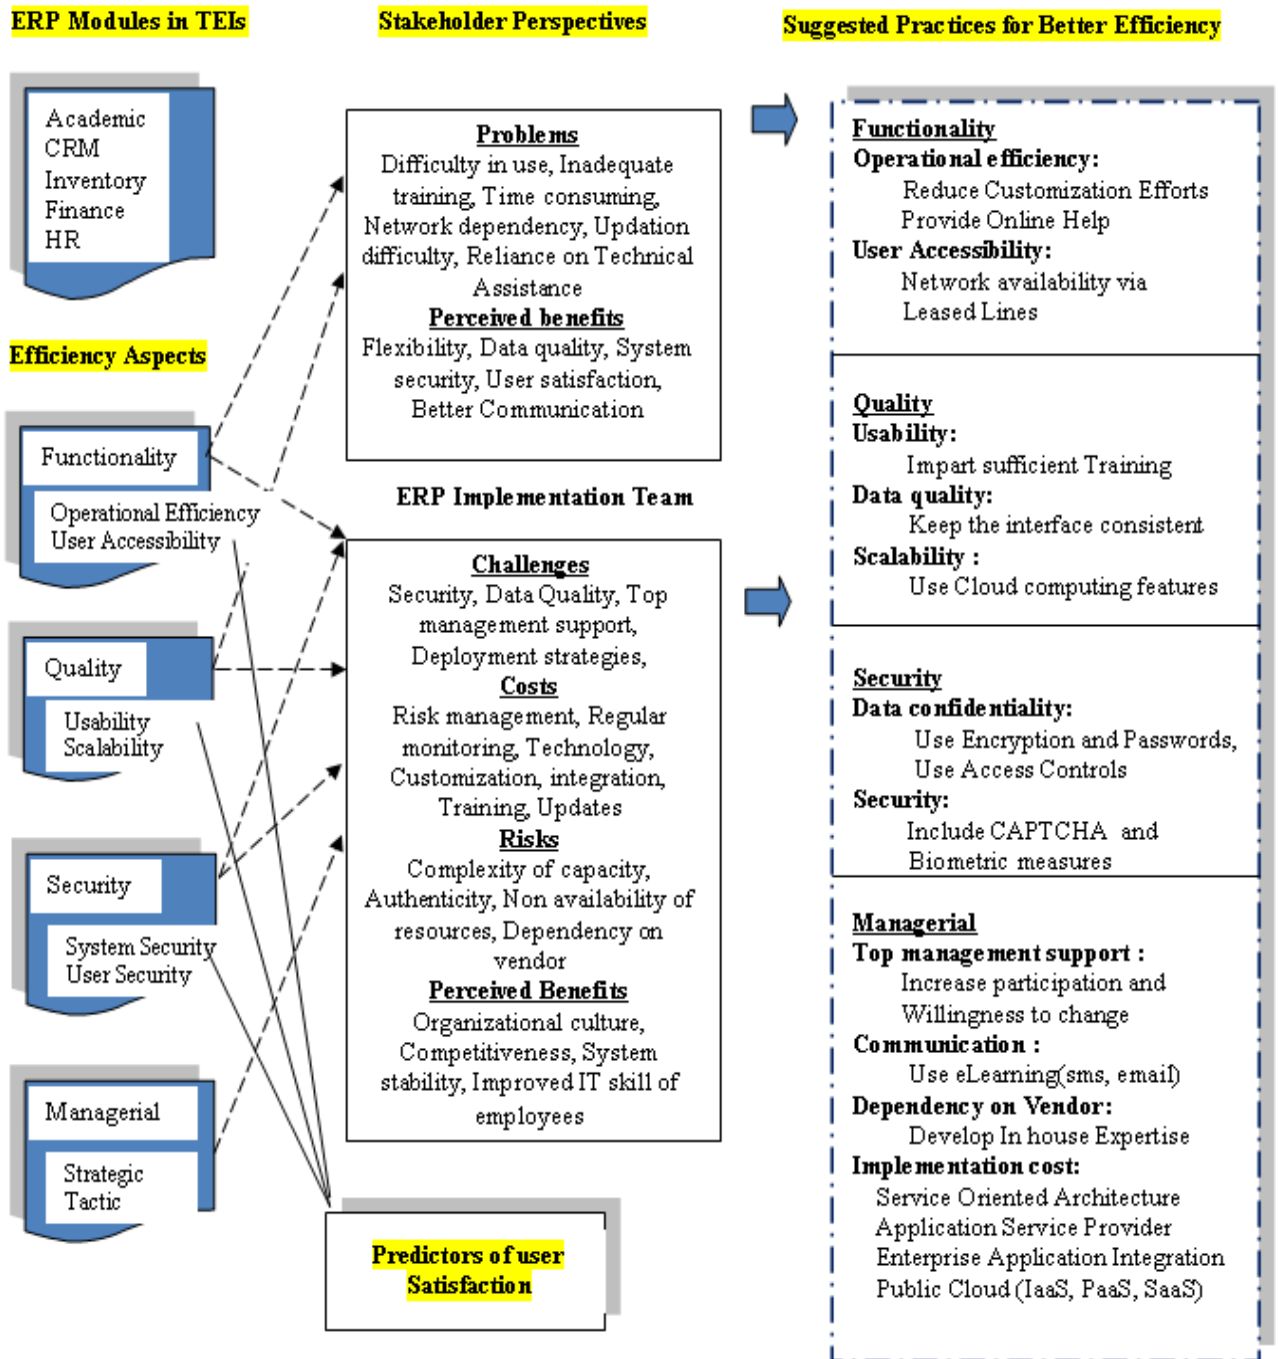 ERP Modules in TEIs
Academic
CRM
Inventory
Finance
HR
Efficiency Aspects
Functionality
Operational Efficiency
User Accessibility
Quality
Usability
Scalability
Security
System Security
User Security
Managerial
Strategic
Tactic
Stakeholder Perspectives
Problems
Difficulty in use, Inadequate
training, Time consuming,
Network dependency, Updation
difficulty, Reliance on Technical
Assistance
Perceived benefits
Flexibility, Data quality, System
security, User satisfaction,
Better Communication
ERP Implementation Team
Challenges
Security, Data Quality, Top
management support,
Deployment strategies,
Costs
Risk management, Regular
monitoring, Technology,
Customization, integration,
Training, Updates
Risks
Complexity of capacity,
Authenticity, Non availability of
resources, Dependency on
vendor
Perceived Benefits
Organizational culture,
Competitiveness, System
stability, Improved IT skill of
employees
Predictors of user
Satisfaction
Suggested Practices for Better Efficiency
Functionality
Operational efficiency:
Reduce Customization Efforts
Provide Online Help
User Accessibility:
Network availability via
Leased Lines
Quality
Usability:
Impart sufficient Training
Data quality:
Keep the interface consistent
Scalability :
Use Cloud computing features
Security
Data confidentiality:
Use Encryption and Passwords,
Use Access Controls
Security:
Include CAPTCHA and
Biometric measures
Managerial
Top management support :
Increase participation and
Willingness to change
Communication :
Use eLearning(sms, email)
Dependency on Vendor:
Develop In house Expertise
Implementation cost:
Service Oriented Architecture
Application Service Provider
Enterprise Application Integration
Public Cloud (IaaS, PaaS, SaaS)